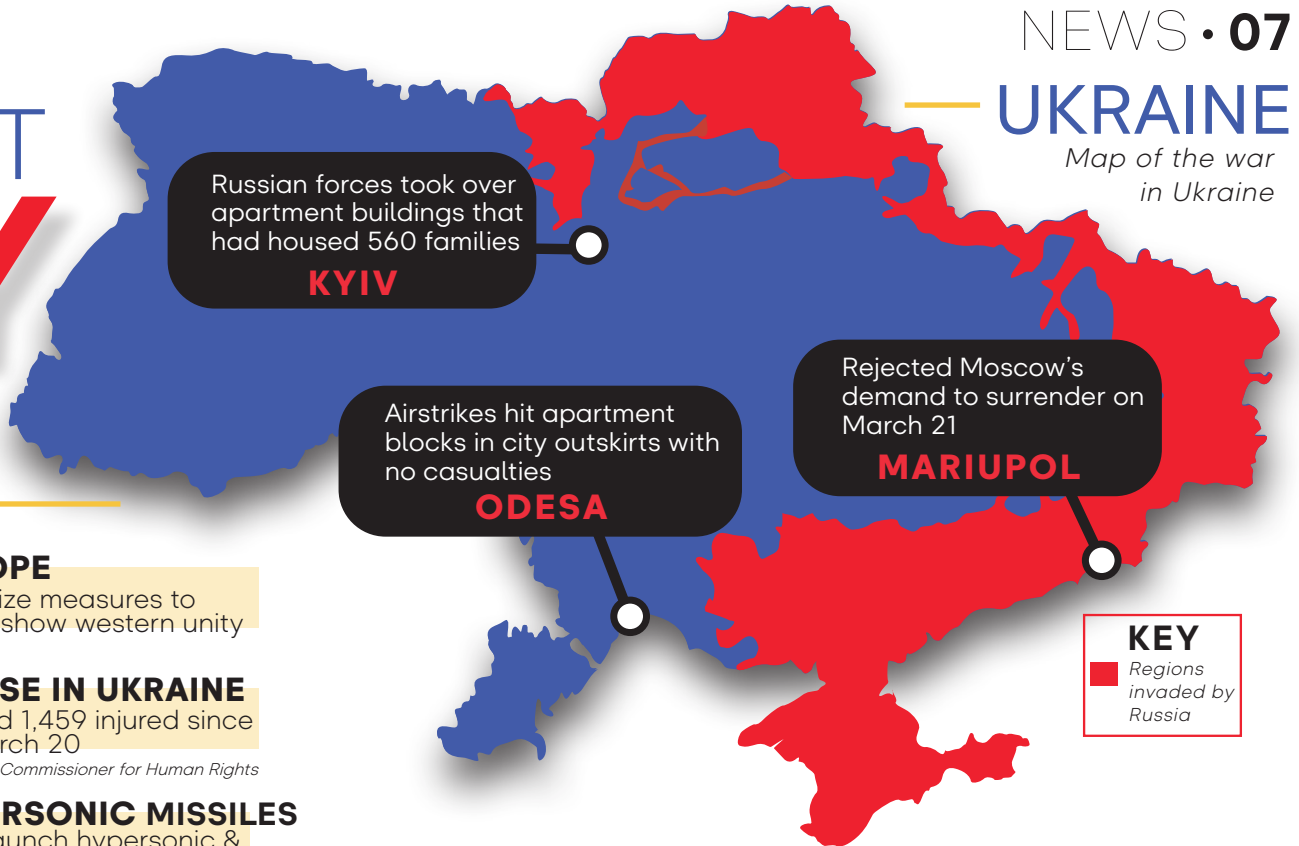 NEWS • 07
T
UKRAINE
Map of the war
in Ukraine
Russian forces took over
apartment buildings that
had housed 560 families
KYIV
Airstrikes hit apartment
blocks in city outskirts with
no casualties
ODESA
Rejected Moscow's
demand to surrender on
March 21
MARIUPOL
OPE
ize measures to
show western unity
SE IN UKRAINE
d 1,459 injured since
rch 20
Commissioner for Human Rights
RSONIC MISSILES
aunch hypersonic &
KEY
Regions
invaded by
Russia